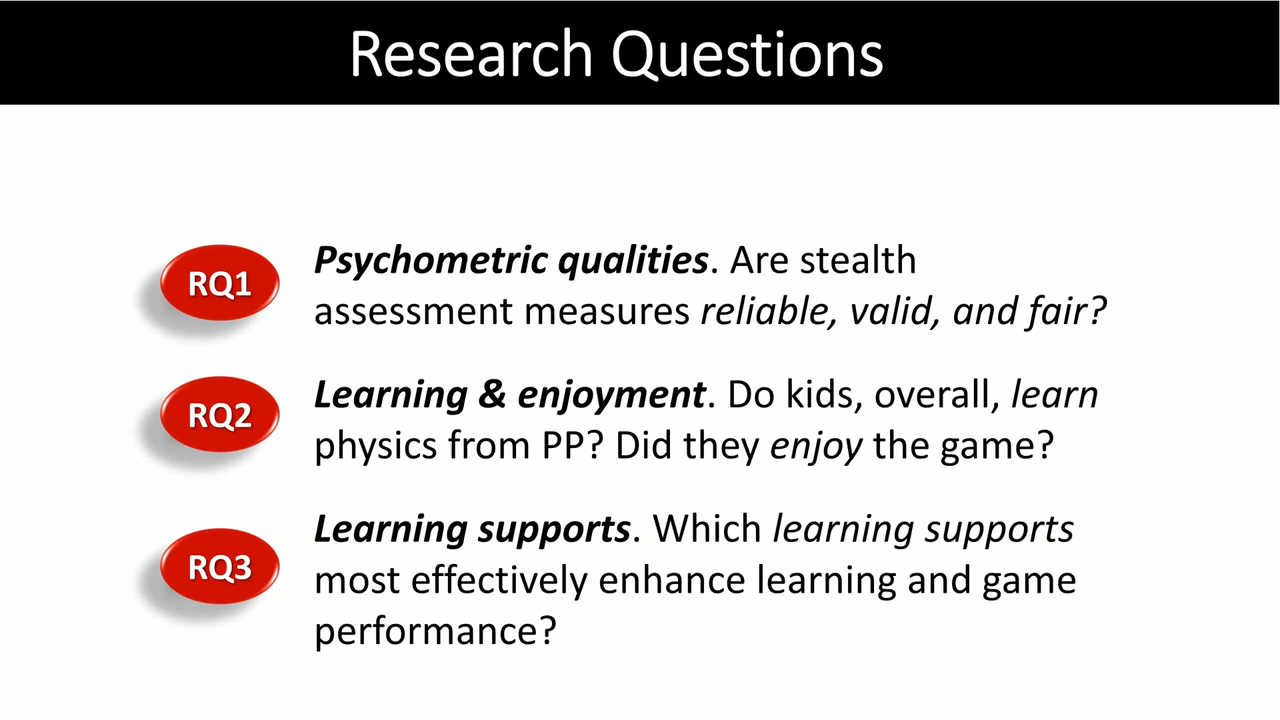 Research Questions
RQ1
Psychometric qualities. Are stealth
assessment measures reliable, valid, and fair?
RQ2
Learning & enjoyment. Do kids, overall, learn
physics from PP? Did they enjoy the game?
RQ3
Learning supports. Which learning supports
most effectively enhance learning and game
performance?